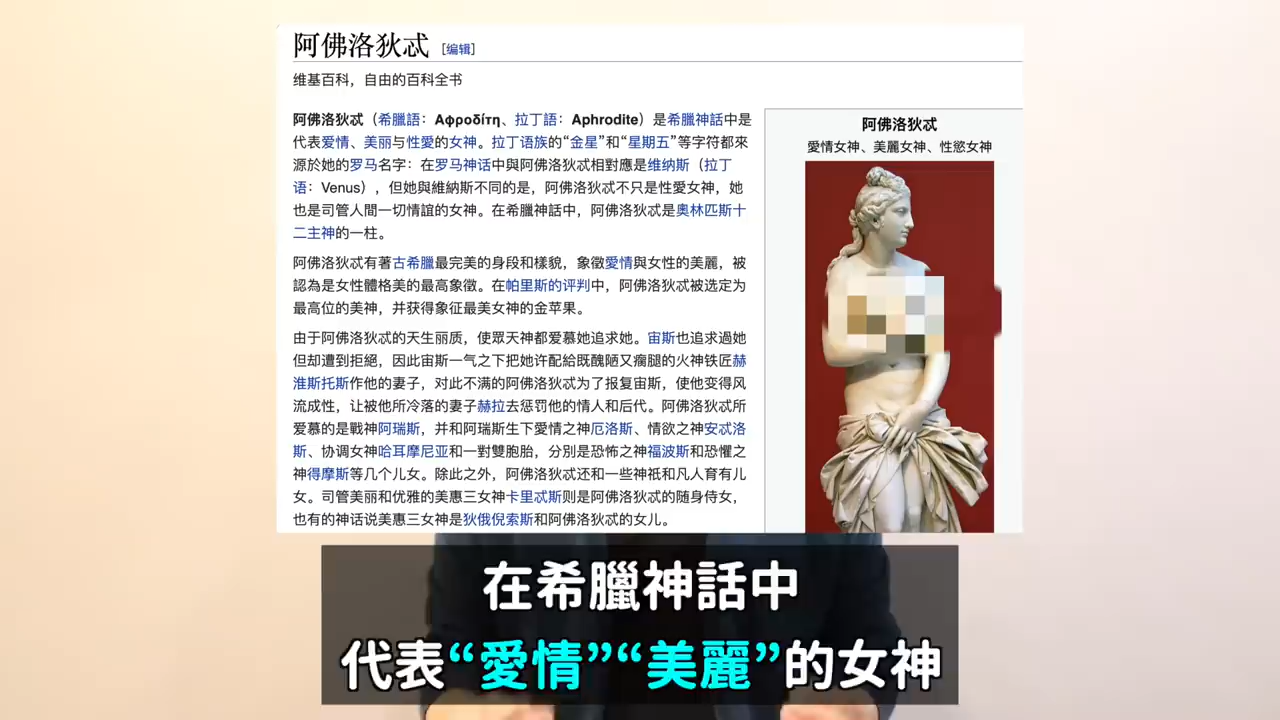 阿佛洛狄忒 [编辑]
维基百科，自由的百科全书
阿佛洛狄忒（希臘語：Αφροδίτη、拉丁語：Aphrodite）是希臘神話中是
代表爱情、美丽与性愛的女神。拉丁语族的“金星”和“星期五”等字符都來
源於她的罗马名字：在罗马神话中與阿佛洛狄忒相對應是维纳斯（拉丁
语：Venus），但她與維納斯不同的是，阿佛洛狄忒不只是性愛女神，她
也是司管人間一切情誼的女神。在希臘神話中，阿佛洛狄忒是奧林匹斯十
二主神的一柱。
阿佛洛狄忒有著古希臘最完美的身段和樣貌，象徵愛情與女性的美麗，被
認為是女性體格美的最高象徵。在帕里斯的评判中，阿佛洛狄忒被选定为
最高位的美神，并获得象征最美女神的金苹果。
由于阿佛洛狄忒的天生丽质，使眾天神都爱慕她追求她。宙斯也追求過她
但却遭到拒絕，因此宙斯一气之下把她许配給既醜陋又瘸腿的火神铁匠赫
淮斯托斯作他的妻子，对此不满的阿佛洛狄忒为了报复宙斯，使他变得风
流成性，让被他所冷落的妻子赫拉去惩罚他的情人和后代。阿佛洛狄忒所
爱慕的是戰神阿瑞斯，并和阿瑞斯生下愛情之神厄洛斯、情欲之神安忒洛
斯、协调女神哈耳摩尼亚和一對雙胞胎，分別是恐怖之神福波斯和恐懼之
神得摩斯等几个儿女。除此之外，阿佛洛狄忒还和一些神祇和凡人育有儿
女。司管美丽和优雅的美惠三女神卡里忒斯则是阿佛洛狄忒的随身侍女，
也有的神话说美惠三女神是狄俄倪索斯和阿佛洛狄忒的女儿。
阿佛洛狄忒
愛情女神、美麗女神、性慾女神
在希臘神話中
代表“愛情”“美麗”的女神